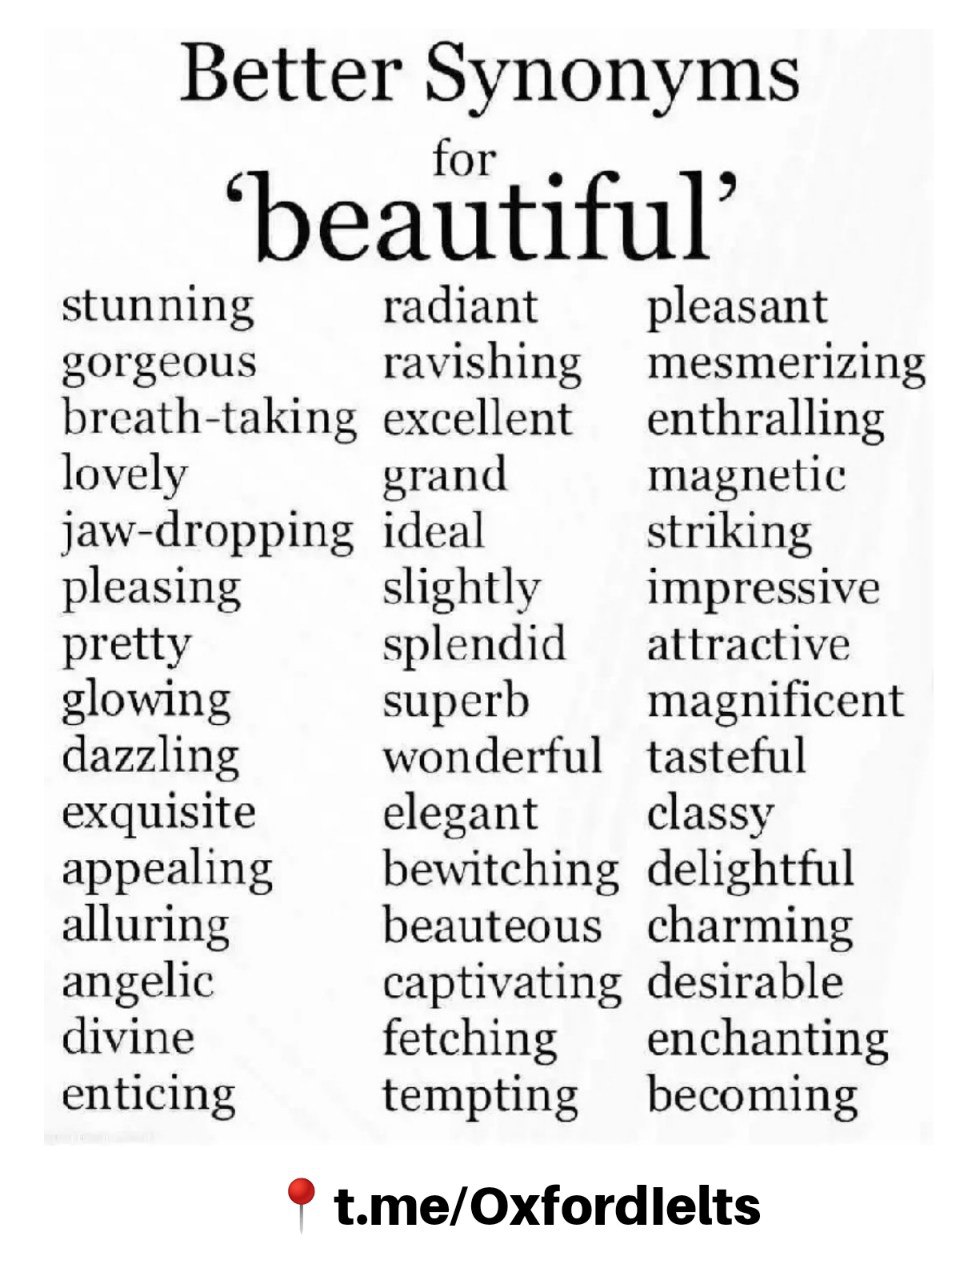 Better Synonyms
for
‘beautiful’
stunning radiant pleasant
gorgeous ravishing mesmerizing
breath-taking excellent enthralling
lovely grand magnetic
jaw-dropping ideal striking
pleasing slightly impressive
pretty splendid attractive
glowing superb magnificent
dazzling wonderful tasteful
exquisite elegant classy
appealing bewitching delightful
alluring beauteous charming
angelic captivating desirable
divine fetching enchanting
enticing tempting becoming
t.me/OxfordIelts